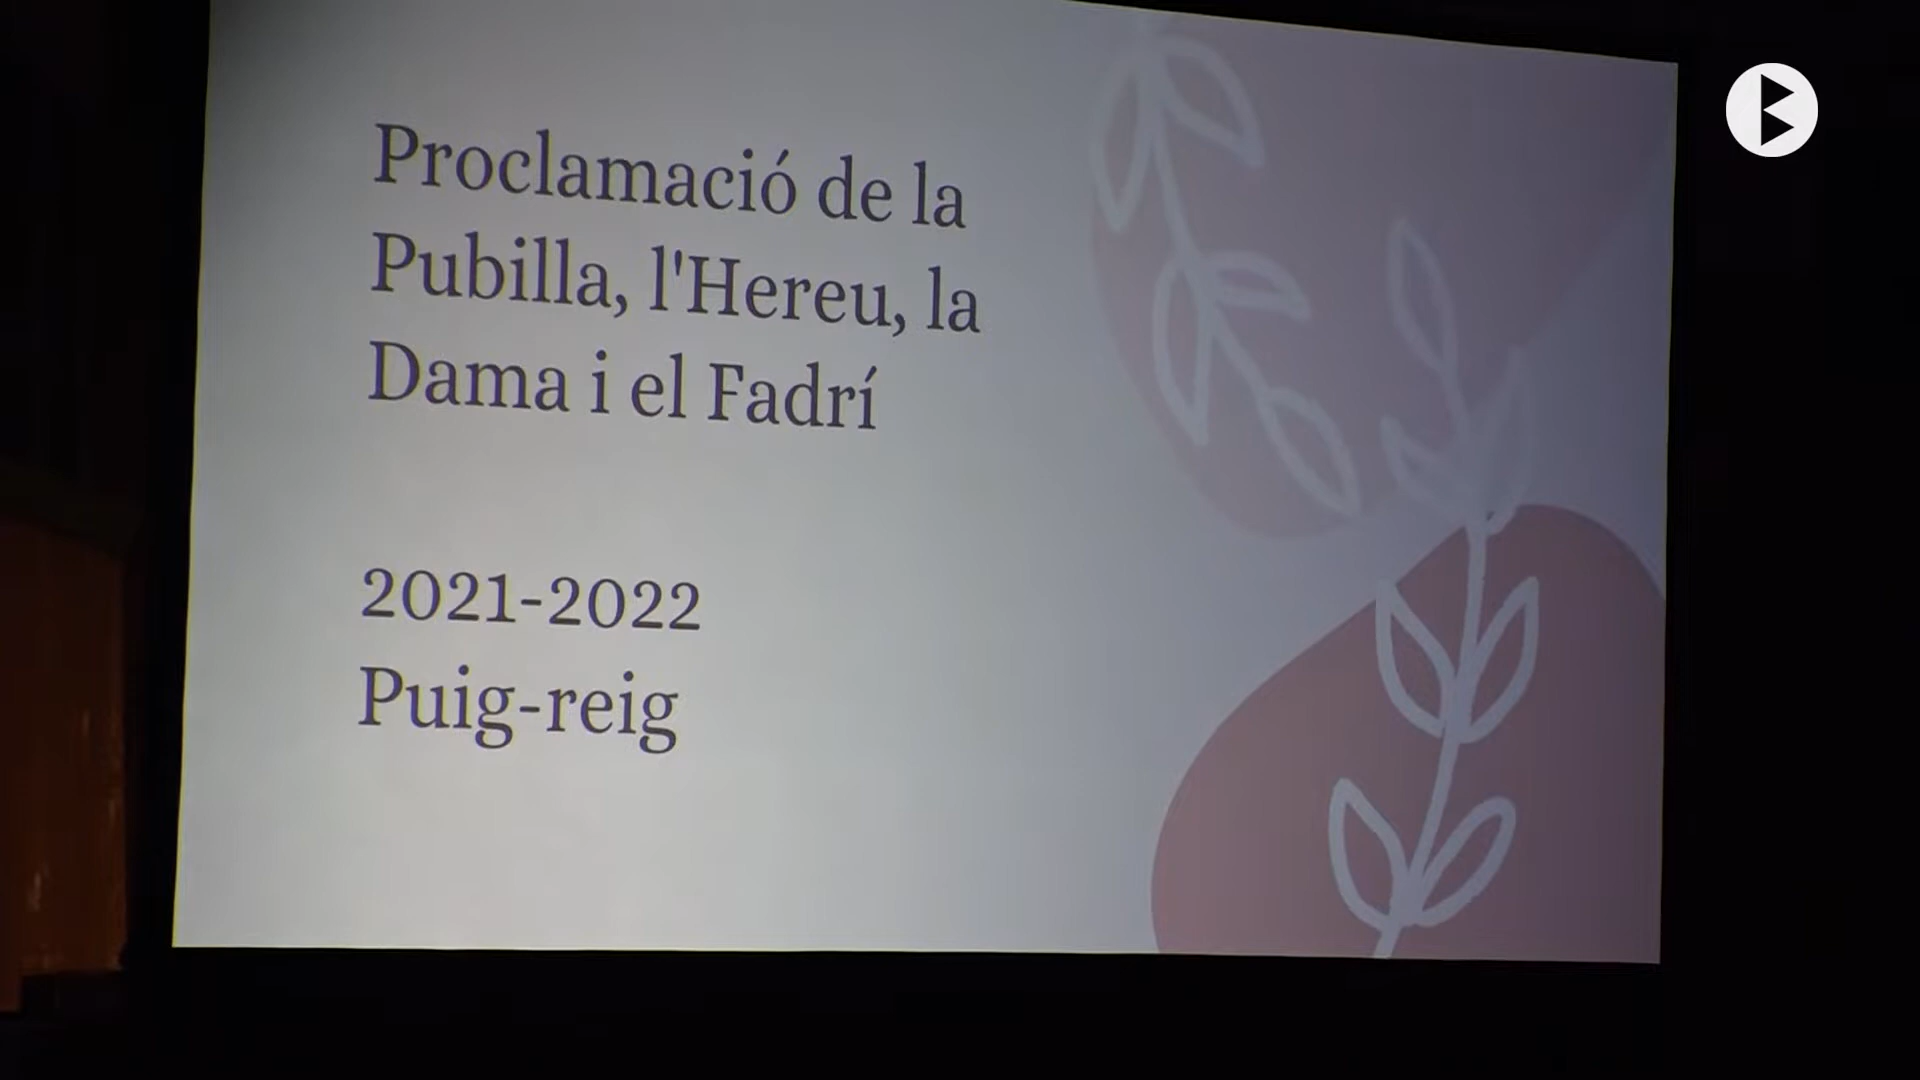 Proclamació de la
Pubilla, l'Hereu, la
Dama i el Fadrí
2021-2022
Puig-reig